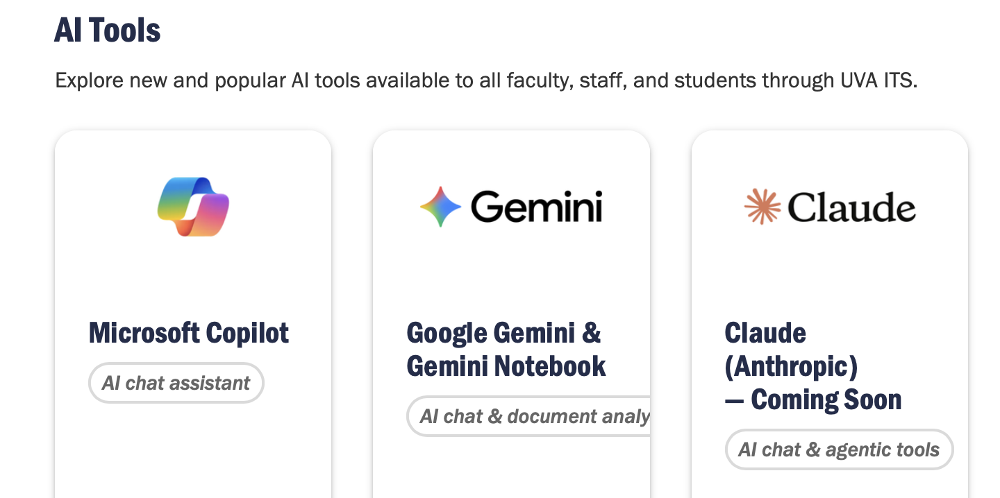 AI Tools
Explore new and popular AI tools available to all faculty, staff, and students through UVA ITS.
Gemini
Claude
Microsoft Copilot
AI chat assistant
Google Gemini &
Gemini Notebook
AI chat & document analy
Claude
(Anthropic)
— Coming Soon
AI chat & agentic tools